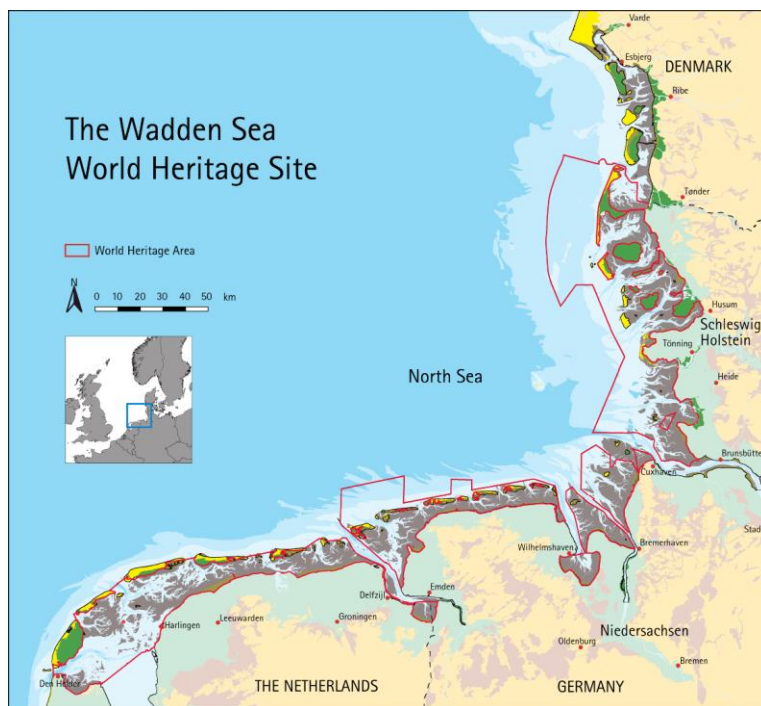 Varde
Esbjerg
DENMARK
Ribe
The Wadden Sea
World Heritage Site
Tønder
World Heritage Area
N
0 10 20 30 40 50 km
Husum
Schleswig
Holstein
Tönning
North Sea
Heide
Brunsbütte
Cuxhaven
Stad
Wilhelmshaven
Bremerhaven
Emden
Delfzijl
Harlingen
Leeuwarden
Groningen
Niedersachsen
Oldenburg
Bremen
Den Helder
THE NETHERLANDS
GERMANY